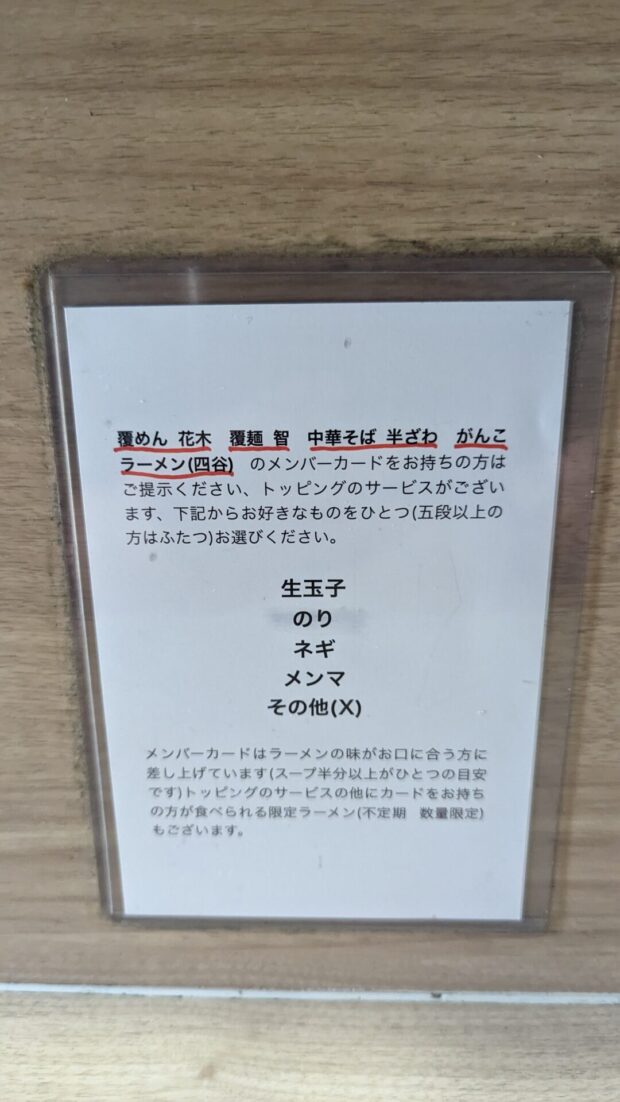 覆めん 花木　覆麺 智　中華そば 半ざわ　がんこ
ラーメン(四谷)　のメンバーカードをお持ちの方は
ご提示ください、トッピングのサービスがござい
ます、下記からお好きなものをひとつ(五段以上の
方はふたつ)お選びください。
生玉子
のり
ネギ
メンマ
その他(X)
メンバーカードはラーメンの味がお口に合う方に
差し上げています(スープ半分以上がひとつの目安
です)トッピングのサービスの他にカードをお持ち
の方が食べられる限定ラーメン(不定期　数量限定)
もございます。